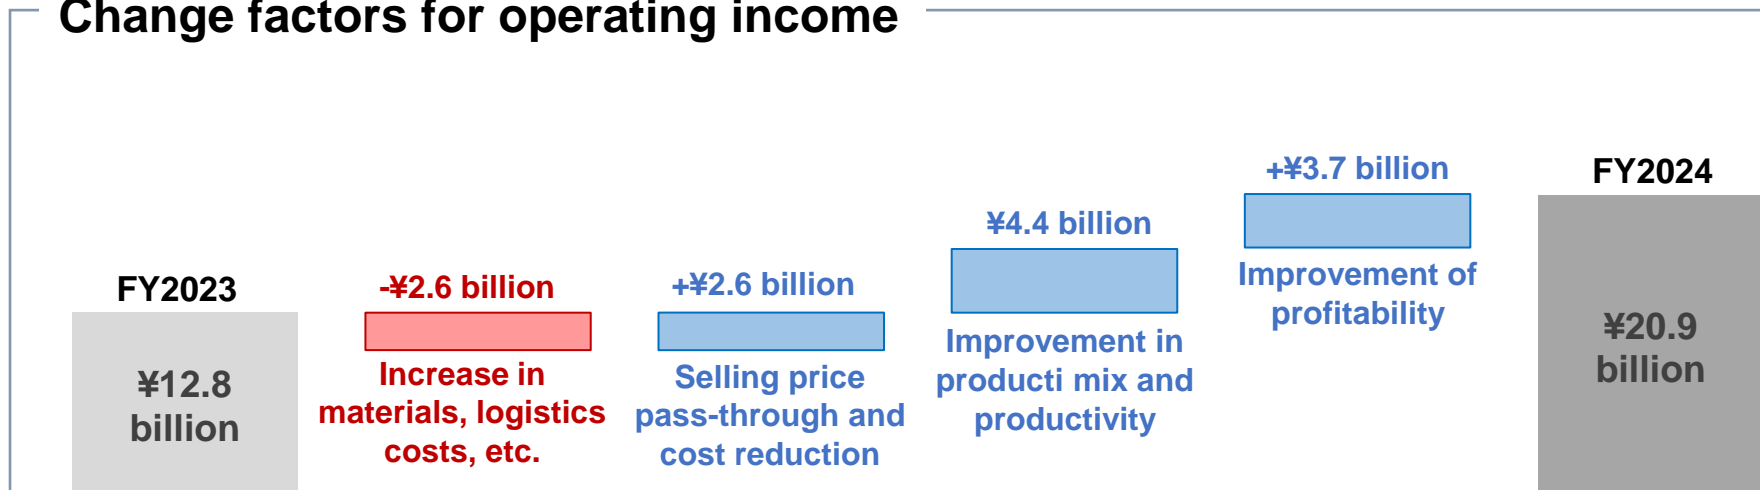 Change factors for operating income
FY2023
¥12.8
billion
-¥2.6 billion
Increase in
materials, logistics
costs, etc.
+¥2.6 billion
Selling price
pass-through and
cost reduction
¥4.4 billion
Improvement in
producti mix and
productivity
+¥3.7 billion
Improvement of
profitability
FY2024
¥20.9
billion